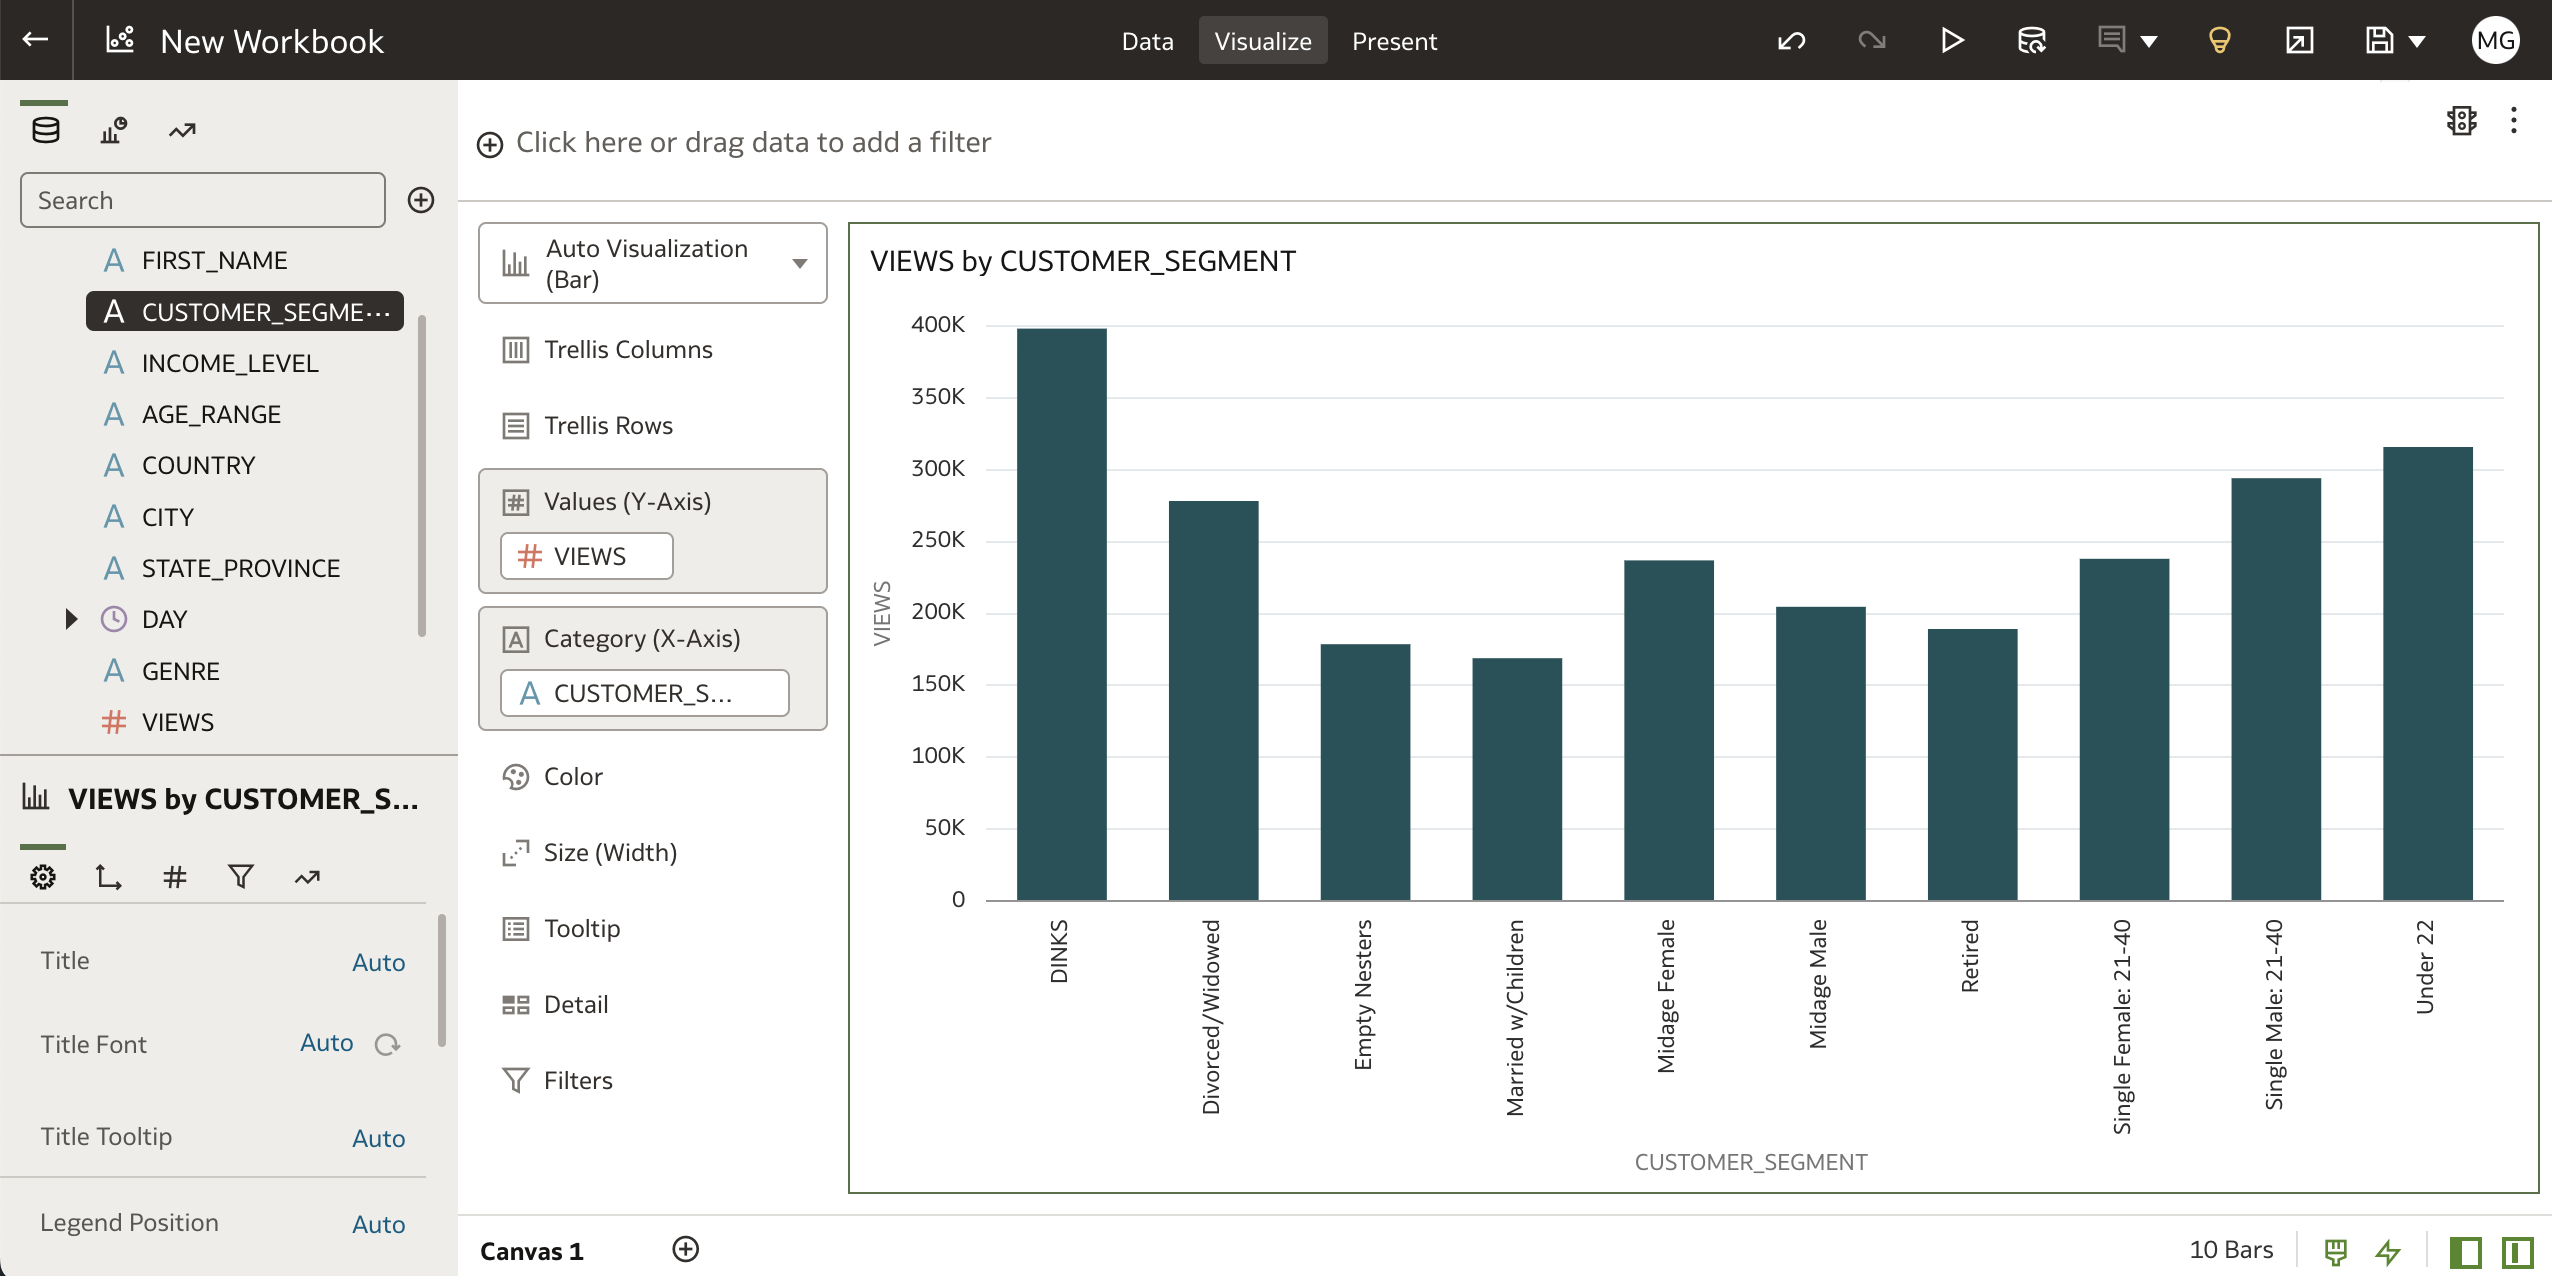 New Workbook
Data
Visualize
Present
MG
Click here or drag data to add a filter
Search
FIRST_NAME
CUSTOMER_SEGME...
INCOME_LEVEL
AGE_RANGE
COUNTRY
CITY
STATE_PROVINCE
DAY
GENRE
VIEWS
VIEWS by CUSTOMER_S...
Title
Auto
Title Font
Auto
Title Tooltip
Auto
Legend Position
Auto
Auto Visualization
(Bar)
Trellis Columns
Trellis Rows
Values (Y-Axis)
VIEWS
Category (X-Axis)
CUSTOMER_S...
Color
Size (Width)
Tooltip
Detail
Filters
VIEWS by CUSTOMER_SEGMENT
VIEWS
400K
350K
300K
250K
200K
150K
100K
50K
0
DINKS
Divorced/Widowed
Empty Nesters
Married w/Children
Midage Female
Midage Male
Retired
Single Female: 21-40
Single Male: 21-40
Under 22
CUSTOMER_SEGMENT
Canvas 1
10 Bars